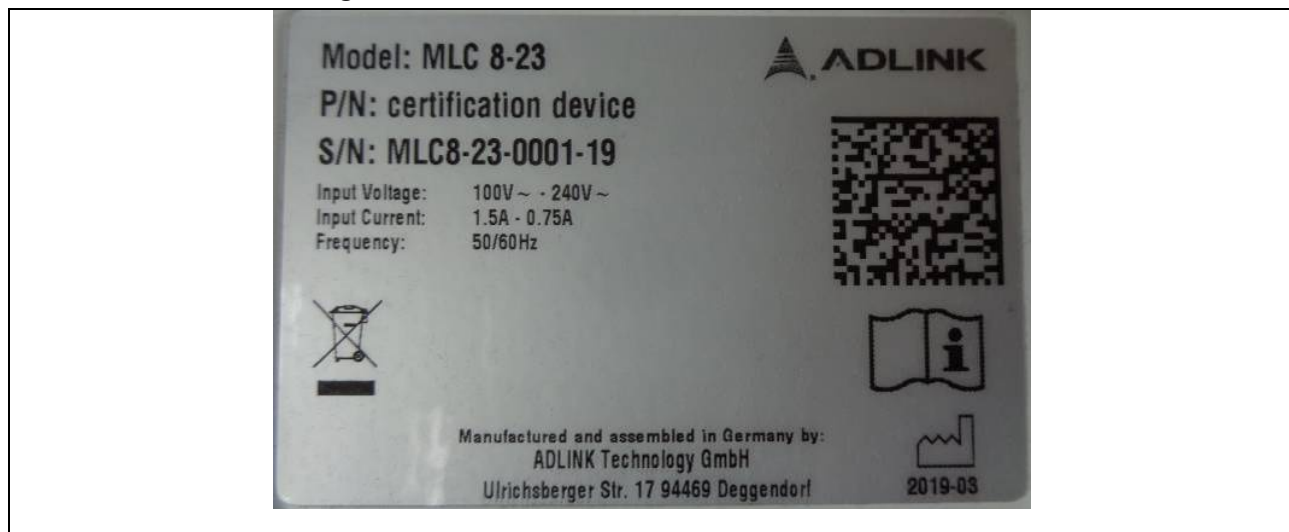 Model: MLC 8-23
ADLINK
P/N: certification device
S/N: MLC8-23-0001-19
Input Voltage: 100V ~ - 240V ~
Input Current: 1.5A - 0.75A
Frequency: 50/60Hz
Manufactured and assembled in Germany by:
ADLINK Technology GmbH
Ulrichsberger Str. 17 94469 Deggendorf
2019-03